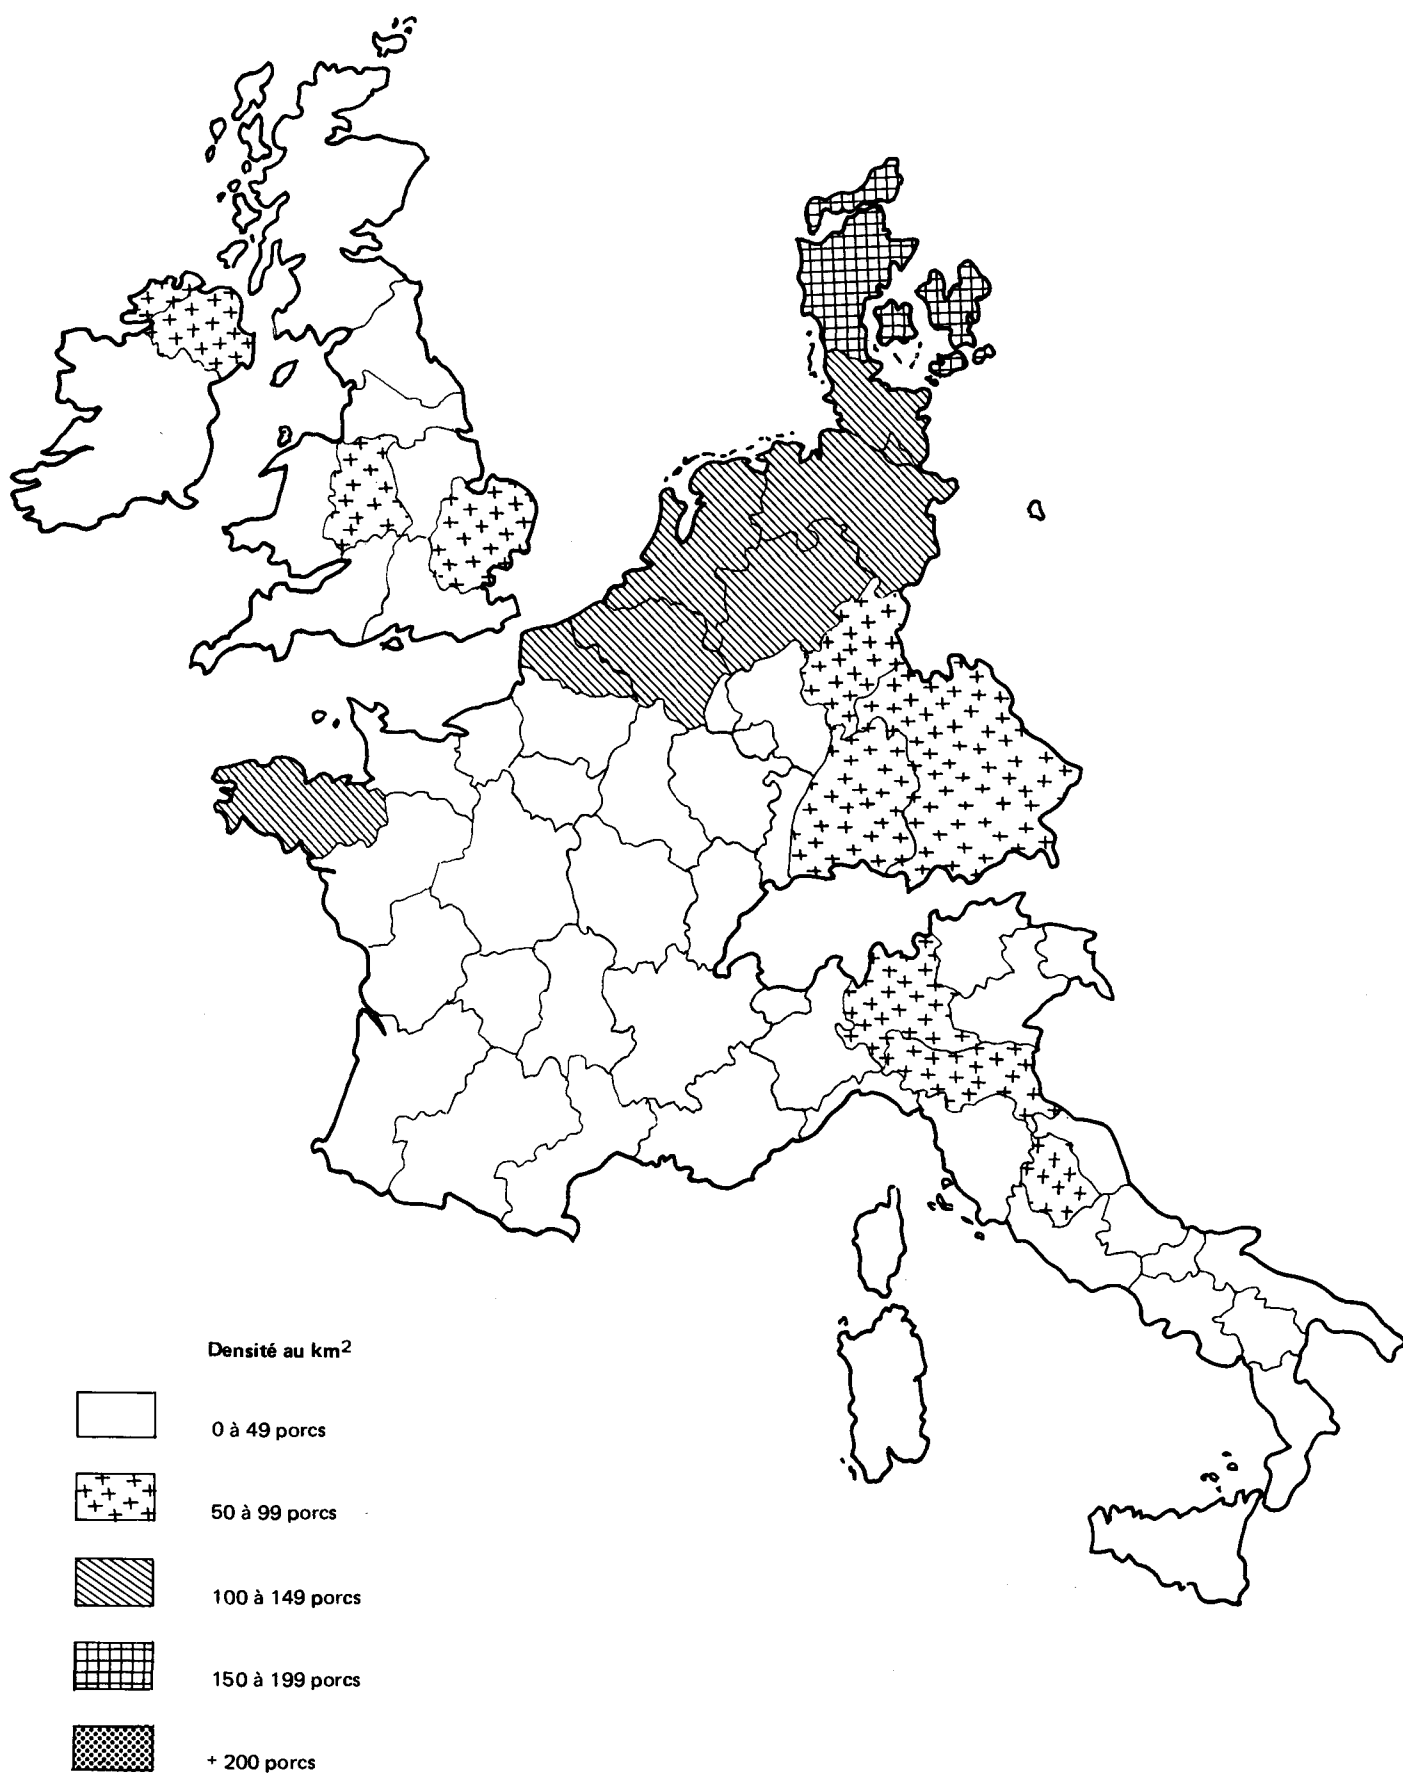 Densité au km²
0 à 49 porcs
50 à 99 porcs
100 à 149 porcs
150 à 199 porcs
+ 200 porcs